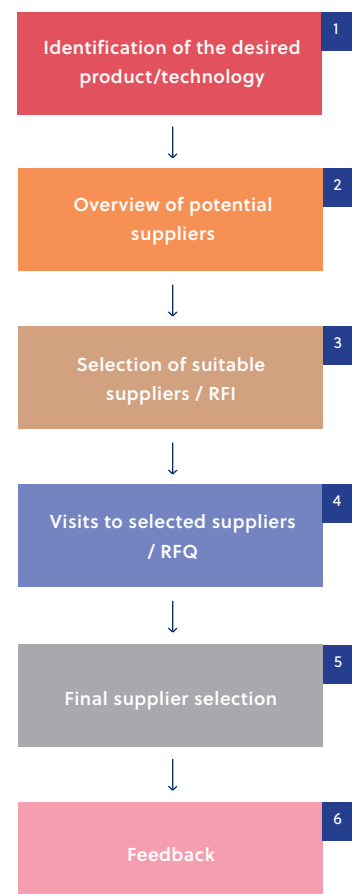 1
Identification of the desired
product/technology
2
Overview of potential
suppliers
3
Selection of suitable
suppliers / RFI
4
Visits to selected suppliers
/ RFQ
5
Final supplier selection
6
Feedback